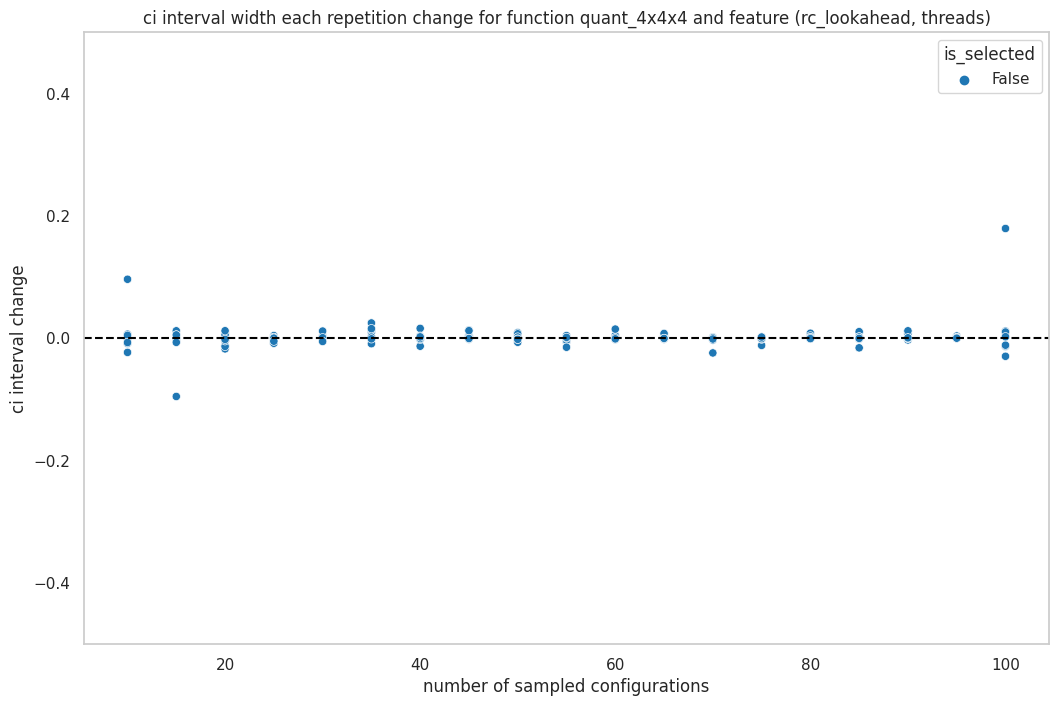 ci interval width each repetition change for function quant_4x4x4 and feature (rc_lookahead, threads)
is_selected
False
0.4
0.2
0.0
−0.2
−0.4
ci interval change
20
40
60
80
100
number of sampled configurations